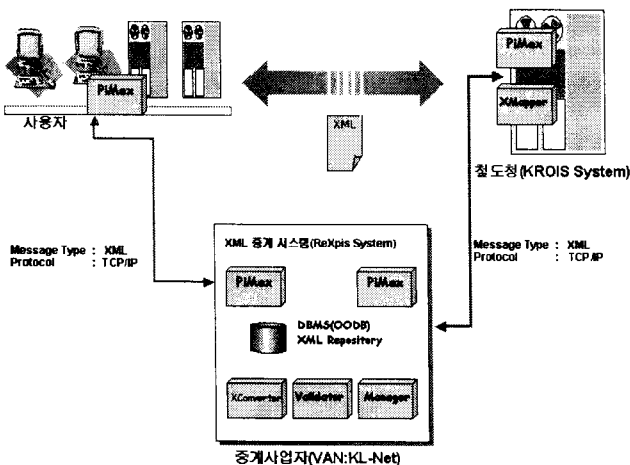 PiMax
사용자
XML
PiMax
XMapper
철도청(KROIS System)
Message Type : XML
Protocol : TCP/IP
Message Type : XML
Protocol : TCP/IP
XML 중계 시스템(ReXpis System)
PiMax
PiMax
DBMS(OODB)
XML Repository
XConverter
Validator
Manager
중계사업자(VAN:KL-Net)